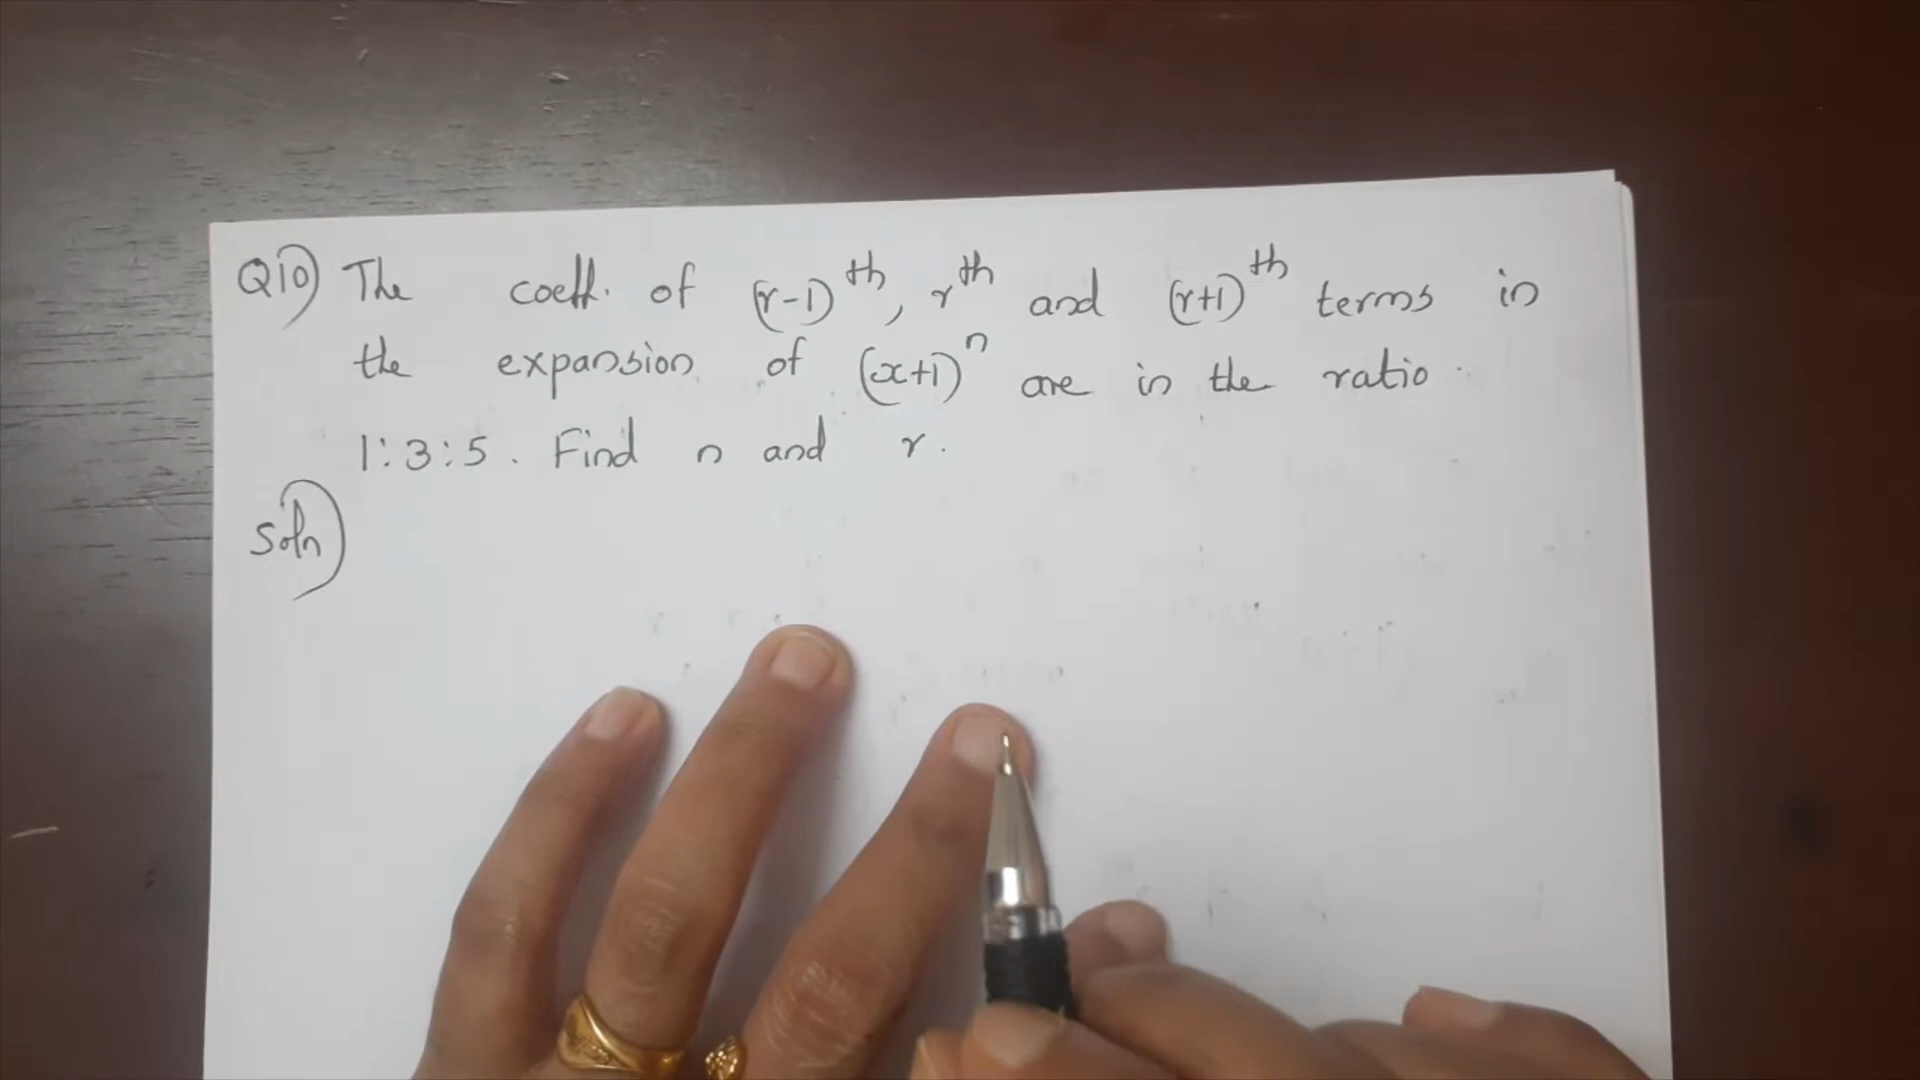 Q10) The coeff. of (r-1)th, rth and (r+1)th terms in
the expansion of (x+1)n are in the ratio
1:3:5. Find n and r.
Soln)